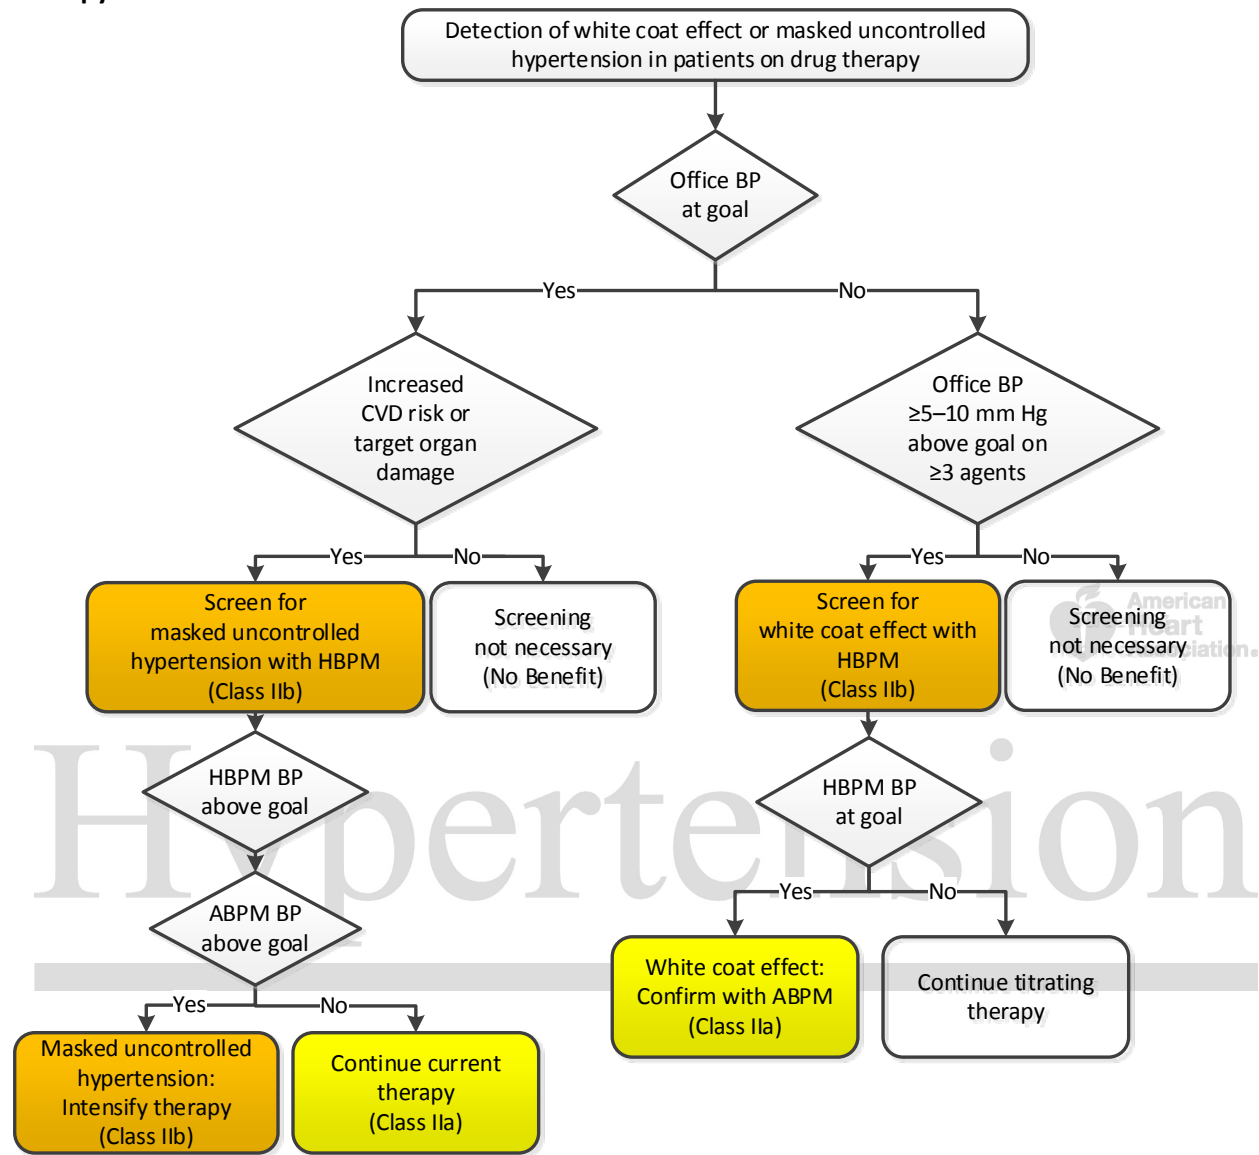 py
Detection of white coat effect or masked uncontrolled
hypertension in patients on drug therapy
Office BP
at goal
Yes
No
Increased
CVD risk or
target organ
damage
Office BP
≥5–10 mm Hg
above goal on
≥3 agents
Yes
No
Yes
No
Screen for
masked uncontrolled
hypertension with HBPM
(Class IIb)
Screening
not necessary
(No Benefit)
Screen for
white coat effect with
HBPM
(Class IIb)
Screening
not necessary
(No Benefit)
American
Heart
Association.
Hypertension
HBPM BP
above goal
HBPM BP
at goal
ABPM BP
above goal
Yes
No
White coat effect:
Confirm with ABPM
(Class IIa)
Continue titrating
therapy
Yes
No
Masked uncontrolled
hypertension:
Intensify therapy
(Class IIb)
Continue current
therapy
(Class IIa)